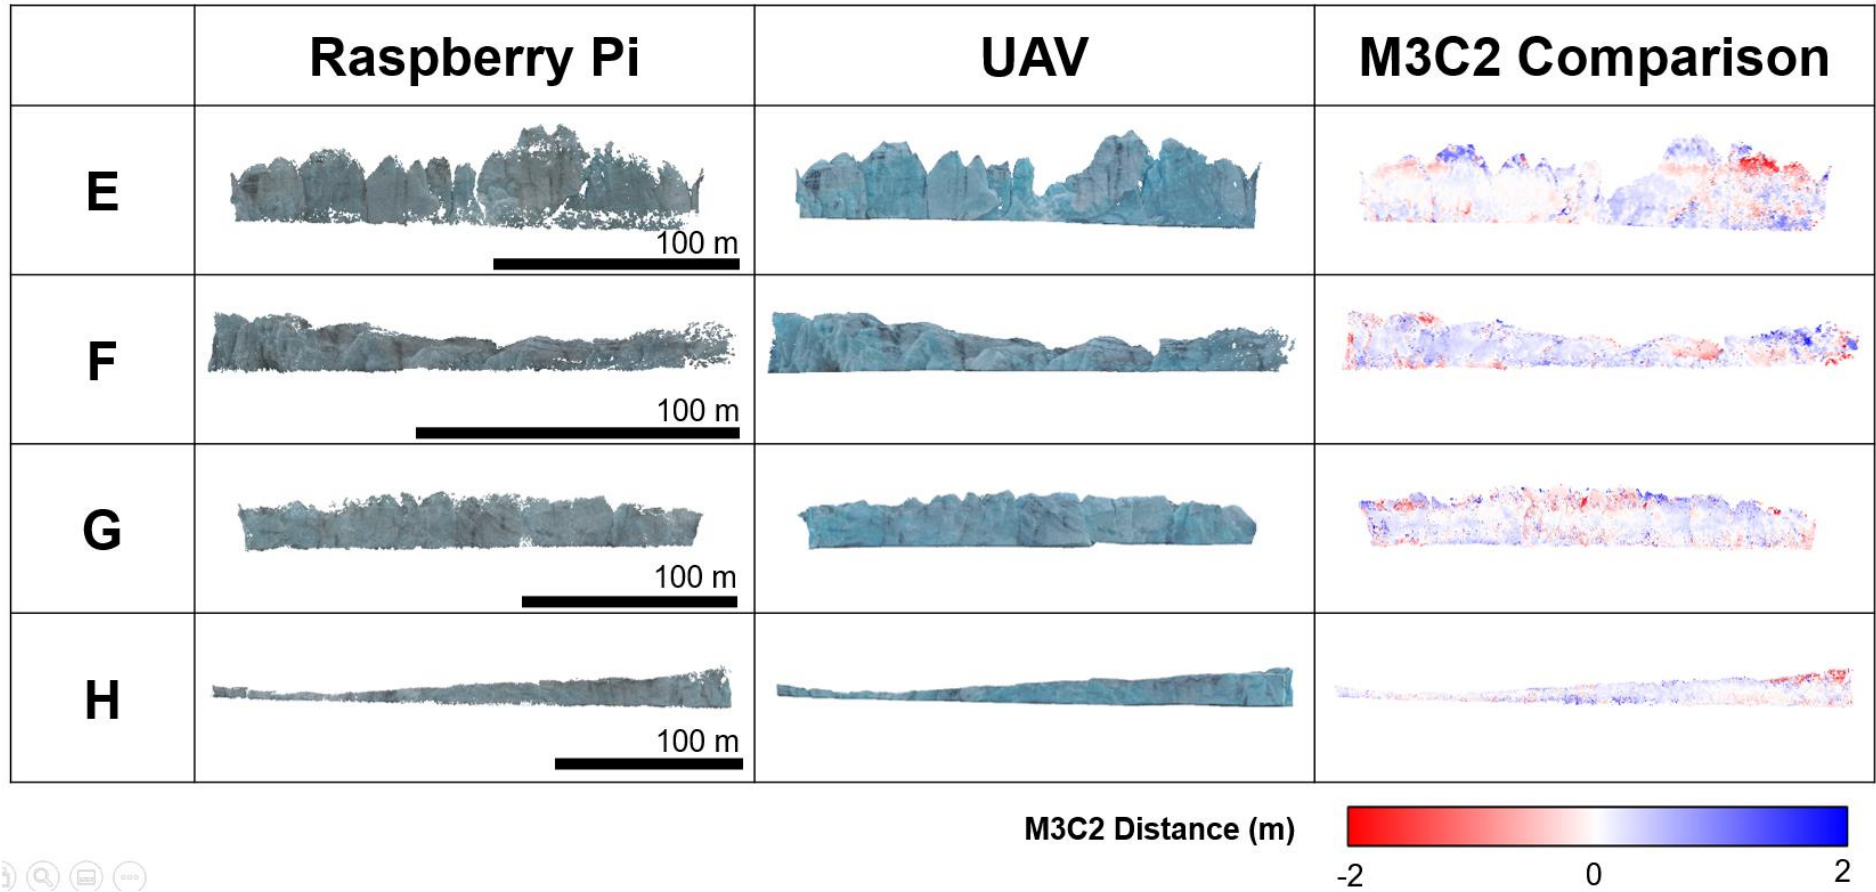 Raspberry Pi UAV M3C2 Comparison
E
100 m
F
100 m
G
100 m
H
100 m
M3C2 Distance (m)
-2 0 2